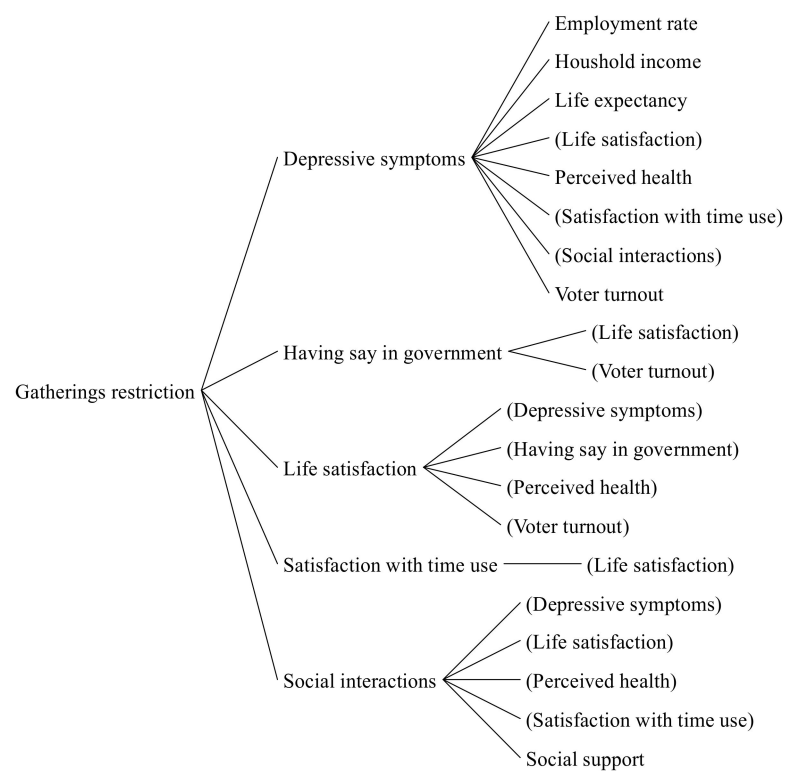 Employment rate
Houshold income
Life expectancy
(Life satisfaction)
Depressive symptoms
Perceived health
(Satisfaction with time use)
(Social interactions)
Voter turnout
(Life satisfaction)
Having say in government
(Voter turnout)
Gatherings restriction
(Depressive symptoms)
(Having say in government)
Life satisfaction
(Perceived health)
(Voter turnout)
Satisfaction with time use
(Life satisfaction)
(Depressive symptoms)
(Life satisfaction)
Social interactions
(Perceived health)
(Satisfaction with time use)
Social support